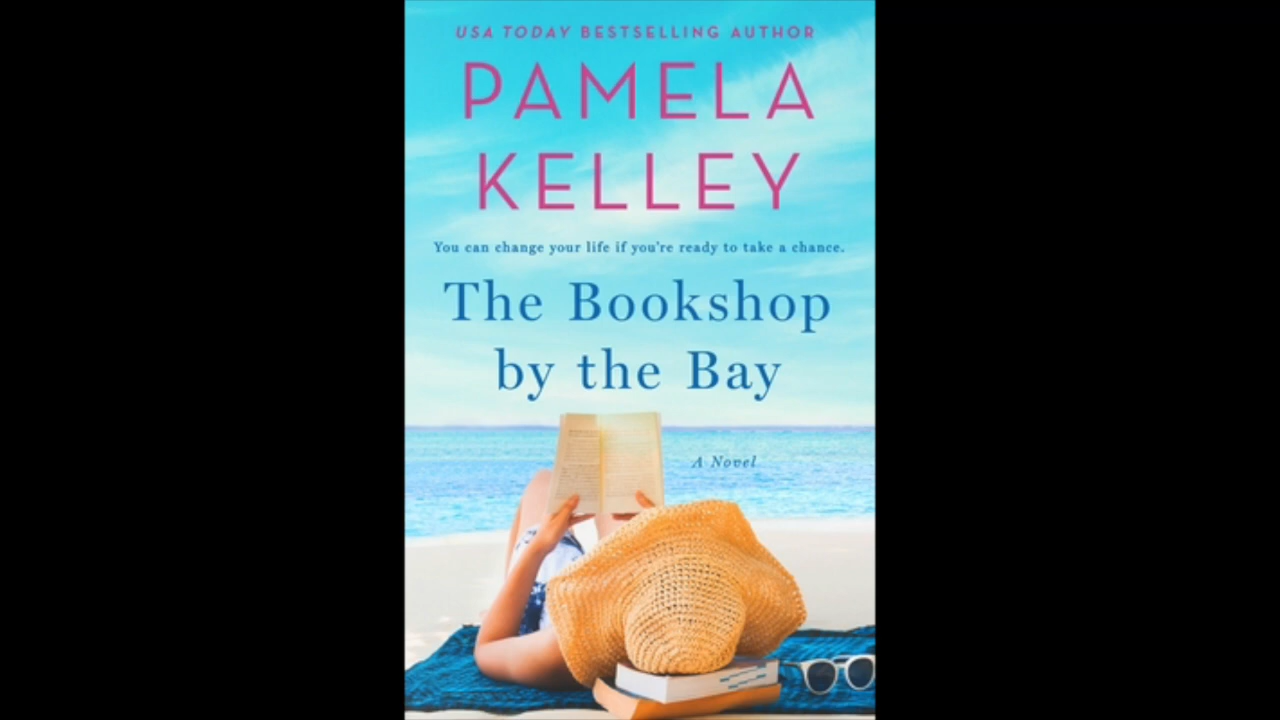 USA TODAY BESTSELLING AUTHOR
PAMELA
KELLEY
You can change your life if you're ready to take a chance.
The Bookshop
by the Bay
A Novel